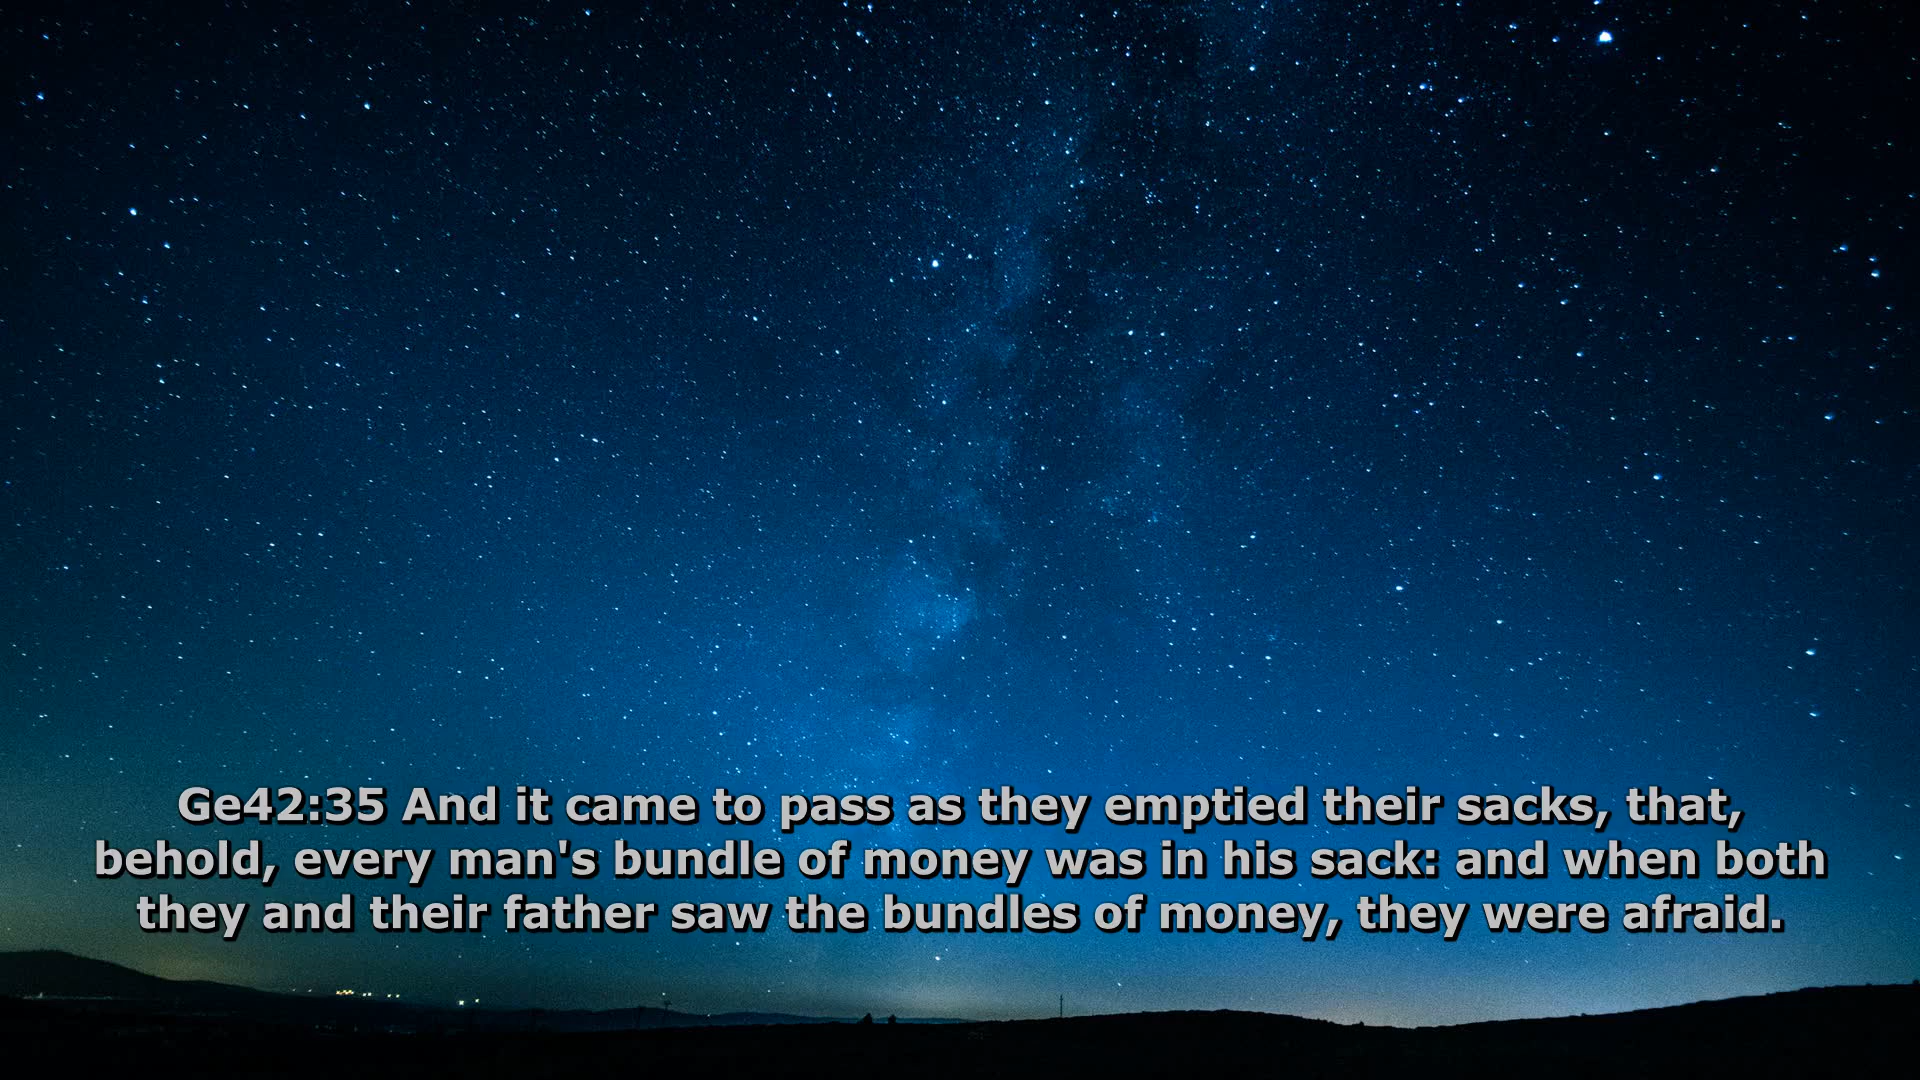 Ge42:35 And it came to pass as they emptied their sacks, that,
behold, every man's bundle of money was in his sack: and when both
they and their father saw the bundles of money, they were afraid.